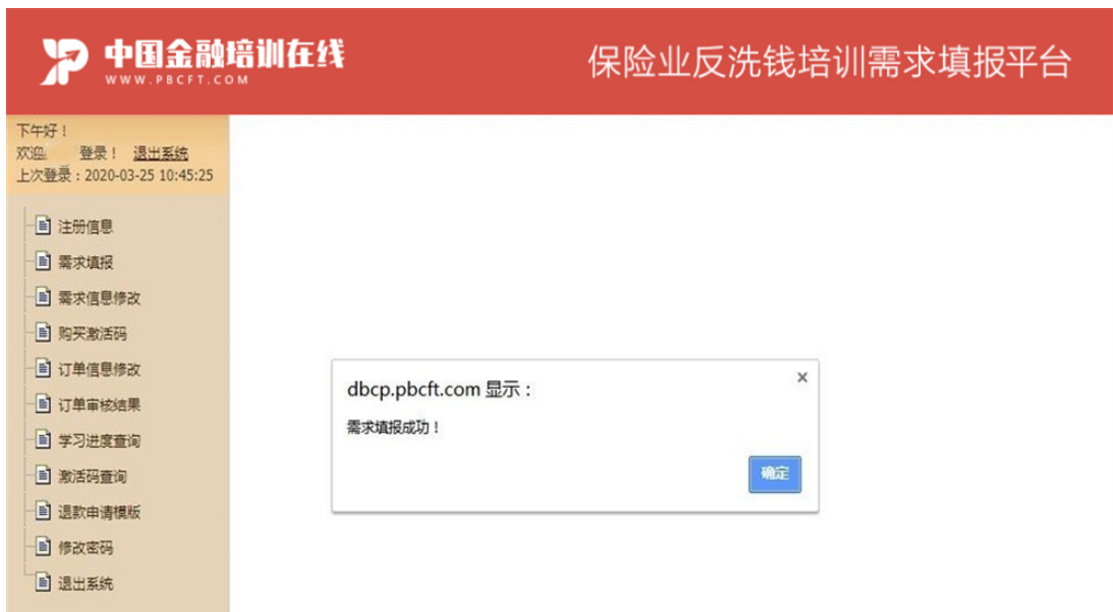 中国金融培训在线
WWW.PBCFT.COM
保险业反洗钱培训需求填报平台
下午好！
欢迎 登录！ 退出系统
上次登录：2020-03-25 10:45:25
注册信息
需求填报
需求信息修改
购买激活码
订单信息修改
订单审核结果
学习进度查询
激活码查询
退款申请模版
修改密码
退出系统
dbcp.pbcft.com 显示：
需求填报成功！
确定